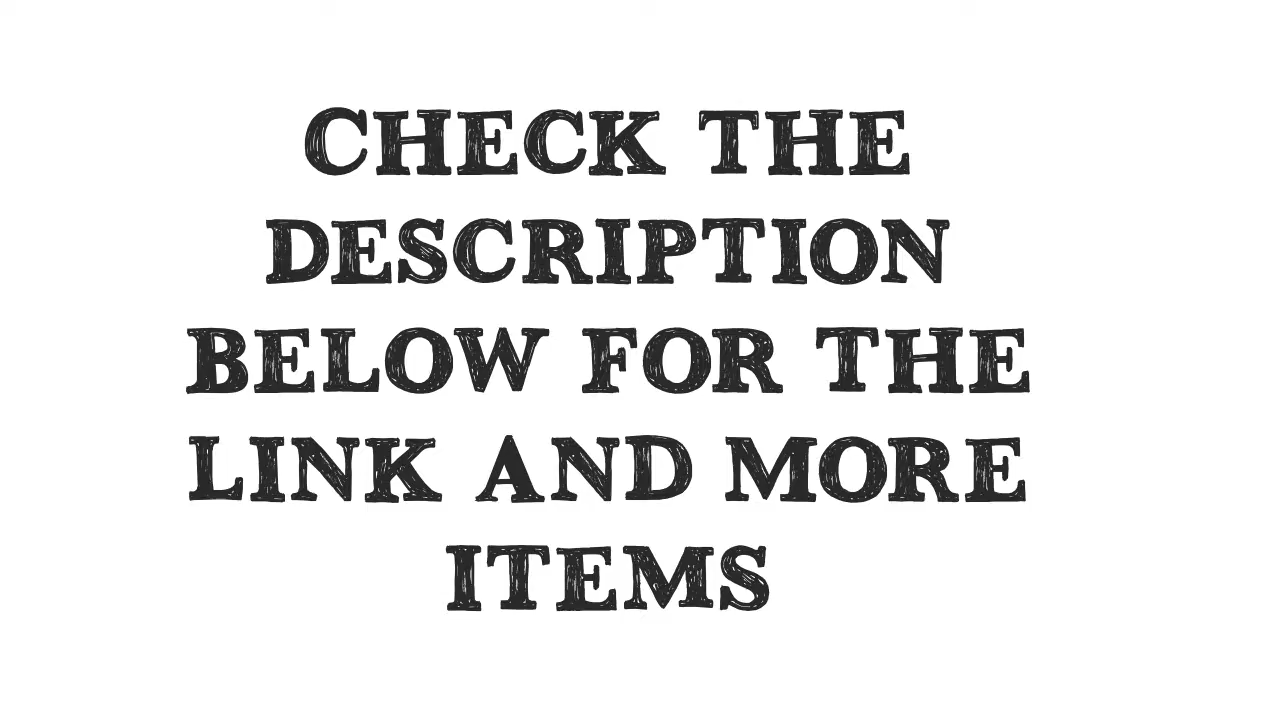 CHECK THE
DESCRIPTION
BELOW FOR THE
LINK AND MORE
ITEMS